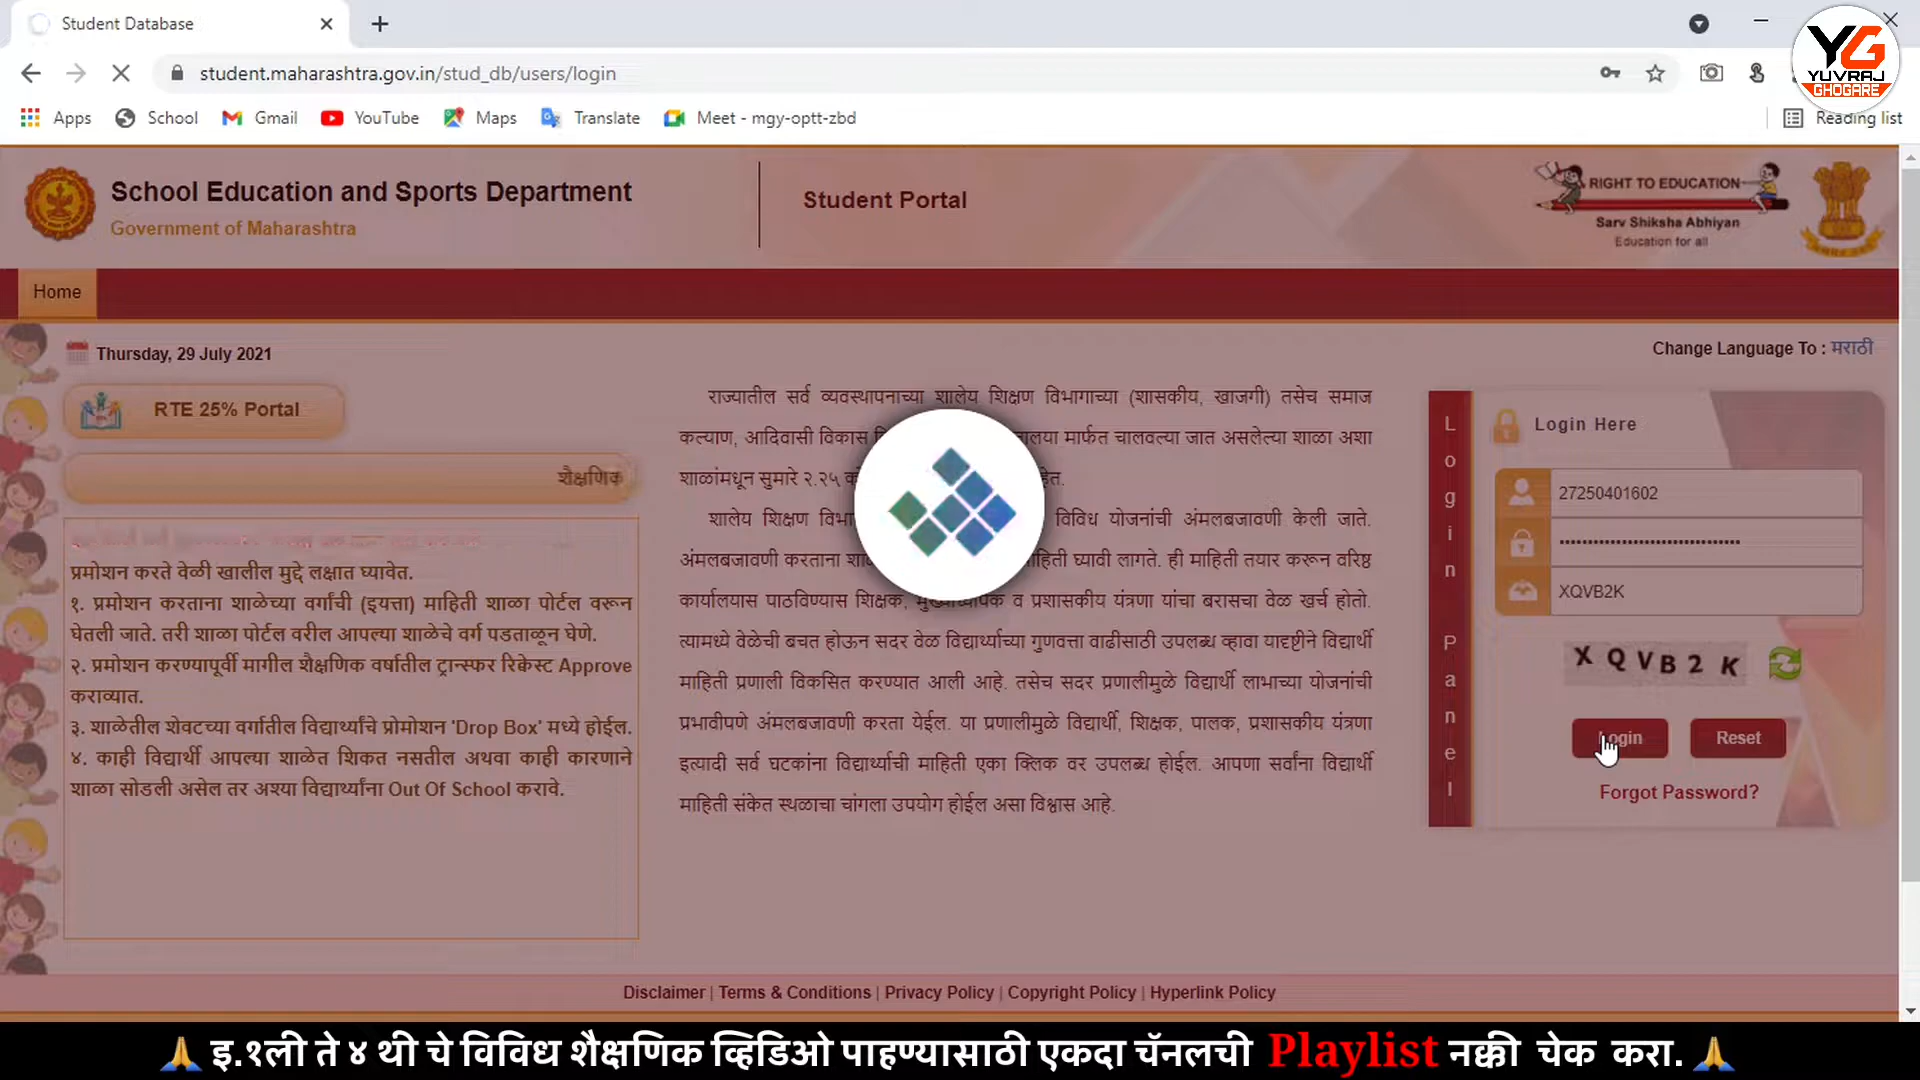 Student Database
student.maharashtra.gov.in/stud_db/users/login
Apps School Gmail YouTube Maps Translate Meet - mgy-optt-zbd
Reading list
YG
YUVRAJ
GHOGARE
School Education and Sports Department
Government of Maharashtra
Student Portal
RIGHT TO EDUCATION
Sarv Shiksha Abhiyan
Education for all
Home
Thursday, 29 July 2021
Change Language To : मराठी
RTE 25% Portal
शैक्षणिक
प्रमोशन करते वेळी खालील मुद्दे लक्षात घ्यावेत.
१. प्रमोशन करताना शाळेच्या वर्गांची (इयत्ता) माहिती शाळा पोर्टल वरून
घेतली जाते. तरी शाळा पोर्टल वरील आपल्या शाळेचे वर्ग पडताळून घेणे.
२. प्रमोशन करण्यापूर्वी मागील शैक्षणिक वर्षातील ट्रान्सफर रिक्वेस्ट Approve
कराव्यात.
३. शाळेतील शेवटच्या वर्गातील विद्यार्थ्यांचे प्रोमोशन 'Drop Box' मध्ये होईल.
४. काही विद्यार्थी आपल्या शाळेत शिकत नसतील अथवा काही कारणाने
शाळा सोडली असेल तर अश्या विद्यार्थ्यांना Out Of School करावे.
राज्यातील सर्व व्यवस्थापनाच्या शालेय शिक्षण विभागाच्या (शासकीय, खाजगी) तसेच समाज
कल्याण, आदिवासी विकास मार्फत चालवल्या जात असलेल्या शाळा अशा
शाळांमधून सुमारे २.२५
शालेय शिक्षण विविध योजनांची अंमलबजावणी केली जाते.
अंमलबजावणी करताना घ्यावी लागते. ही माहिती तयार करून वरिष्ठ
कार्यालयास पाठविण्यास शिक्षक, मुख्याध्यापक व प्रशासकीय यंत्रणा यांचा बरासचा वेळ खर्च होतो.
त्यामध्ये वेळेची बचत होऊन सदर वेळ विद्यार्थ्याच्या गुणवत्ता वाढीसाठी उपलब्ध व्हावा यादृष्टीने विद्यार्थी
माहिती प्रणाली विकसित करण्यात आली आहे. तसेच सदर प्रणालीमुळे विद्यार्थी लाभाच्या योजनांची
प्रभावीपणे अंमलबजावणी करता येईल. या प्रणालीमुळे विद्यार्थी, शिक्षक, पालक, प्रशासकीय यंत्रणा
इत्यादी सर्व घटकांना विद्यार्थ्याची माहिती एका क्लिक वर उपलब्ध होईल. आपणा सर्वांना विद्यार्थी
माहिती संकेत स्थळाचा चांगला उपयोग होईल असा विश्वास आहे.
Login Panel
Login Here
27250401602
XQVB2K
X Q V B 2 K
Login Reset
Forgot Password?
Disclaimer | Terms & Conditions | Privacy Policy | Copyright Policy | Hyperlink Policy
🙏 इ.१ली ते ४ थी चे विविध शैक्षणिक व्हिडिओ पाहण्यासाठी एकदा चॅनलची Playlist नक्की चेक करा. 🙏